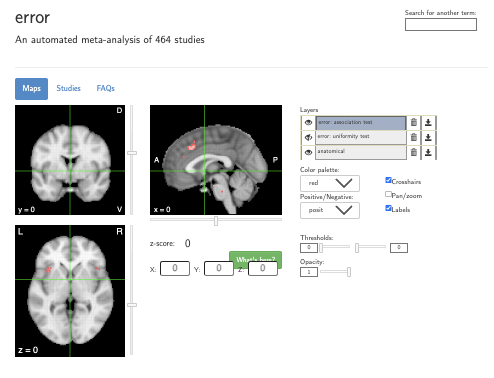 error
Search for another term:
An automated meta-analysis of 464 studies
Maps
Studies
FAQs
D
y = 0
V
A
P
x = 0
L
R
z = 0
z-score: 0
What's here?
X: 0 Y: 0 Z: 0
Layers
error: association test
error: uniformity test
anatomical
Color palette:
red
Positive/Negative:
posit
Crosshairs
Pan/zoom
Labels
Thresholds:
0
0
Opacity:
1